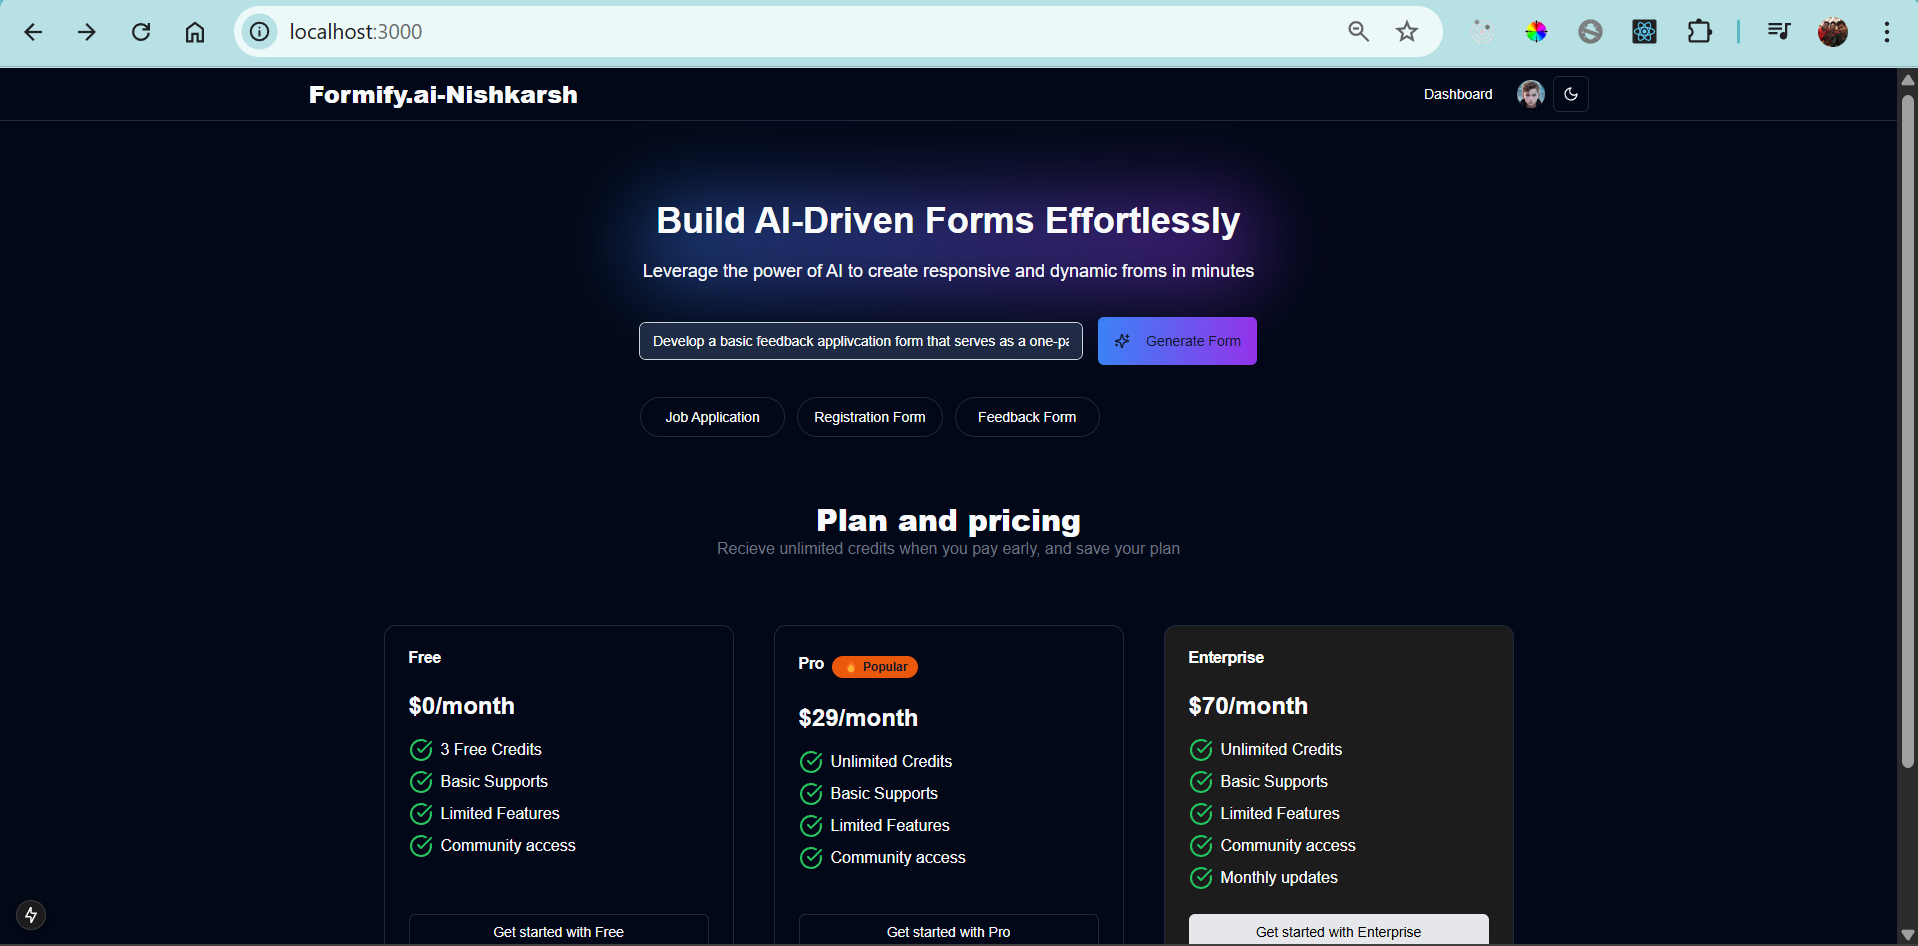 localhost:3000
Formify.ai-Nishkarsh
Dashboard
Build AI-Driven Forms Effortlessly
Leverage the power of AI to create responsive and dynamic froms in minutes
Develop a basic feedback applivcation form that serves as a one-pa
Generate Form
Job Application
Registration Form
Feedback Form
Plan and pricing
Recieve unlimited credits when you pay early, and save your plan
Free
$0/month
3 Free Credits
Basic Supports
Limited Features
Community access
Get started with Free
Pro
Popular
$29/month
Unlimited Credits
Basic Supports
Limited Features
Community access
Get started with Pro
Enterprise
$70/month
Unlimited Credits
Basic Supports
Limited Features
Community access
Monthly updates
Get started with Enterprise